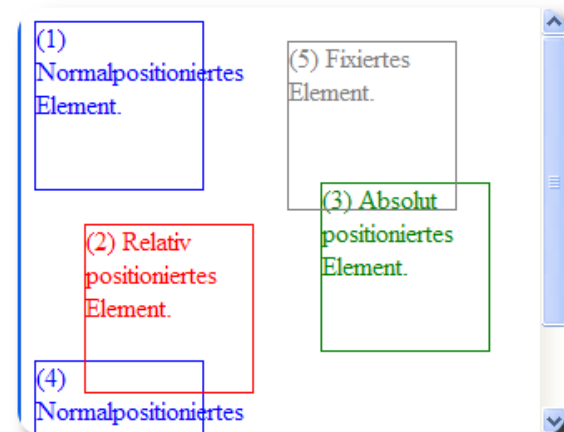 (1)
Normalpositioniertes
Element.
(5) Fixiertes
Element.
(3) Absolut
positioniertes
Element.
(2) Relativ
positioniertes
Element.
(4)
Normalpositioniertes